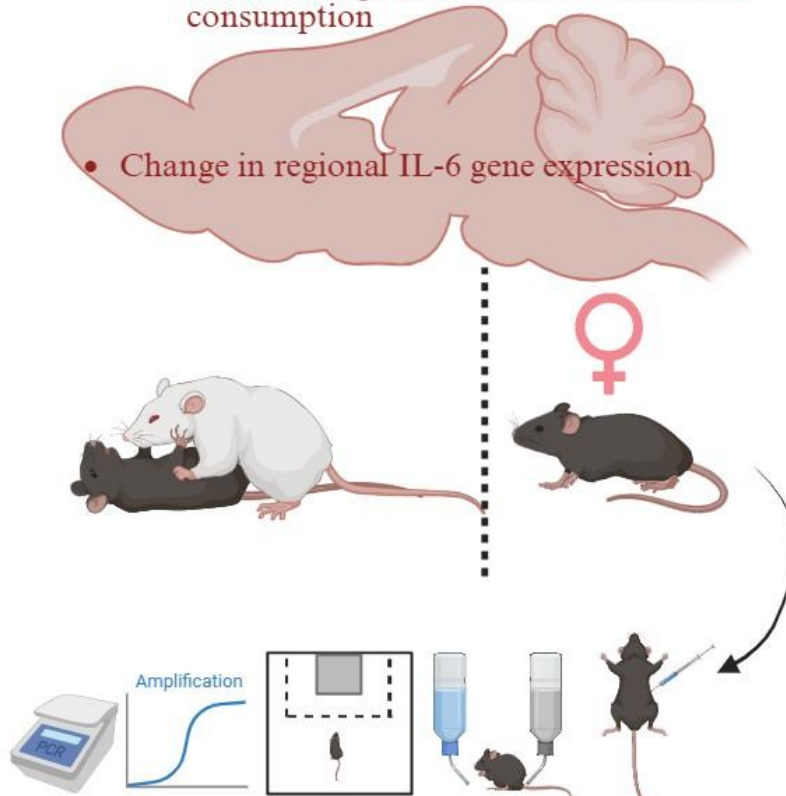 consumption
• Change in regional IL-6 gene expression
Amplification
PCR